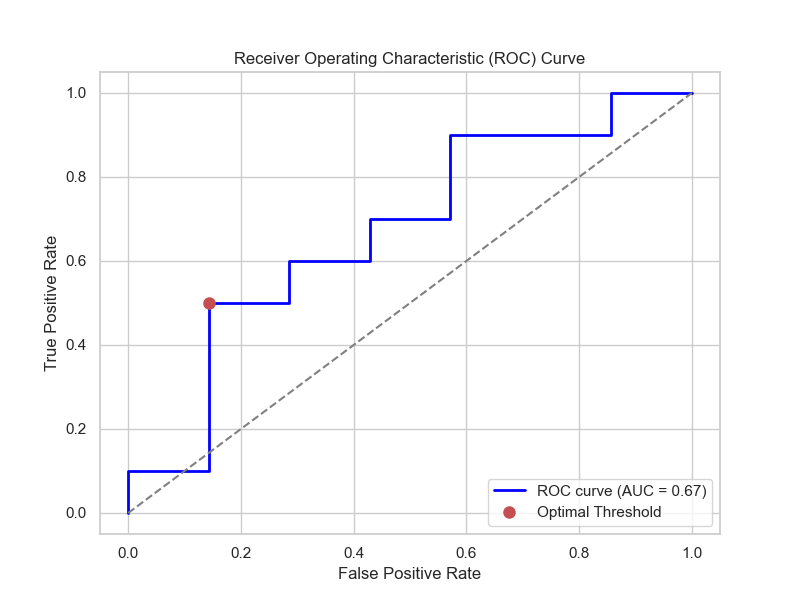 Receiver Operating Characteristic (ROC) Curve
True Positive Rate
1.0
0.8
0.6
0.4
0.2
0.0
ROC curve (AUC = 0.67)
Optimal Threshold
0.0 0.2 0.4 0.6 0.8 1.0
False Positive Rate